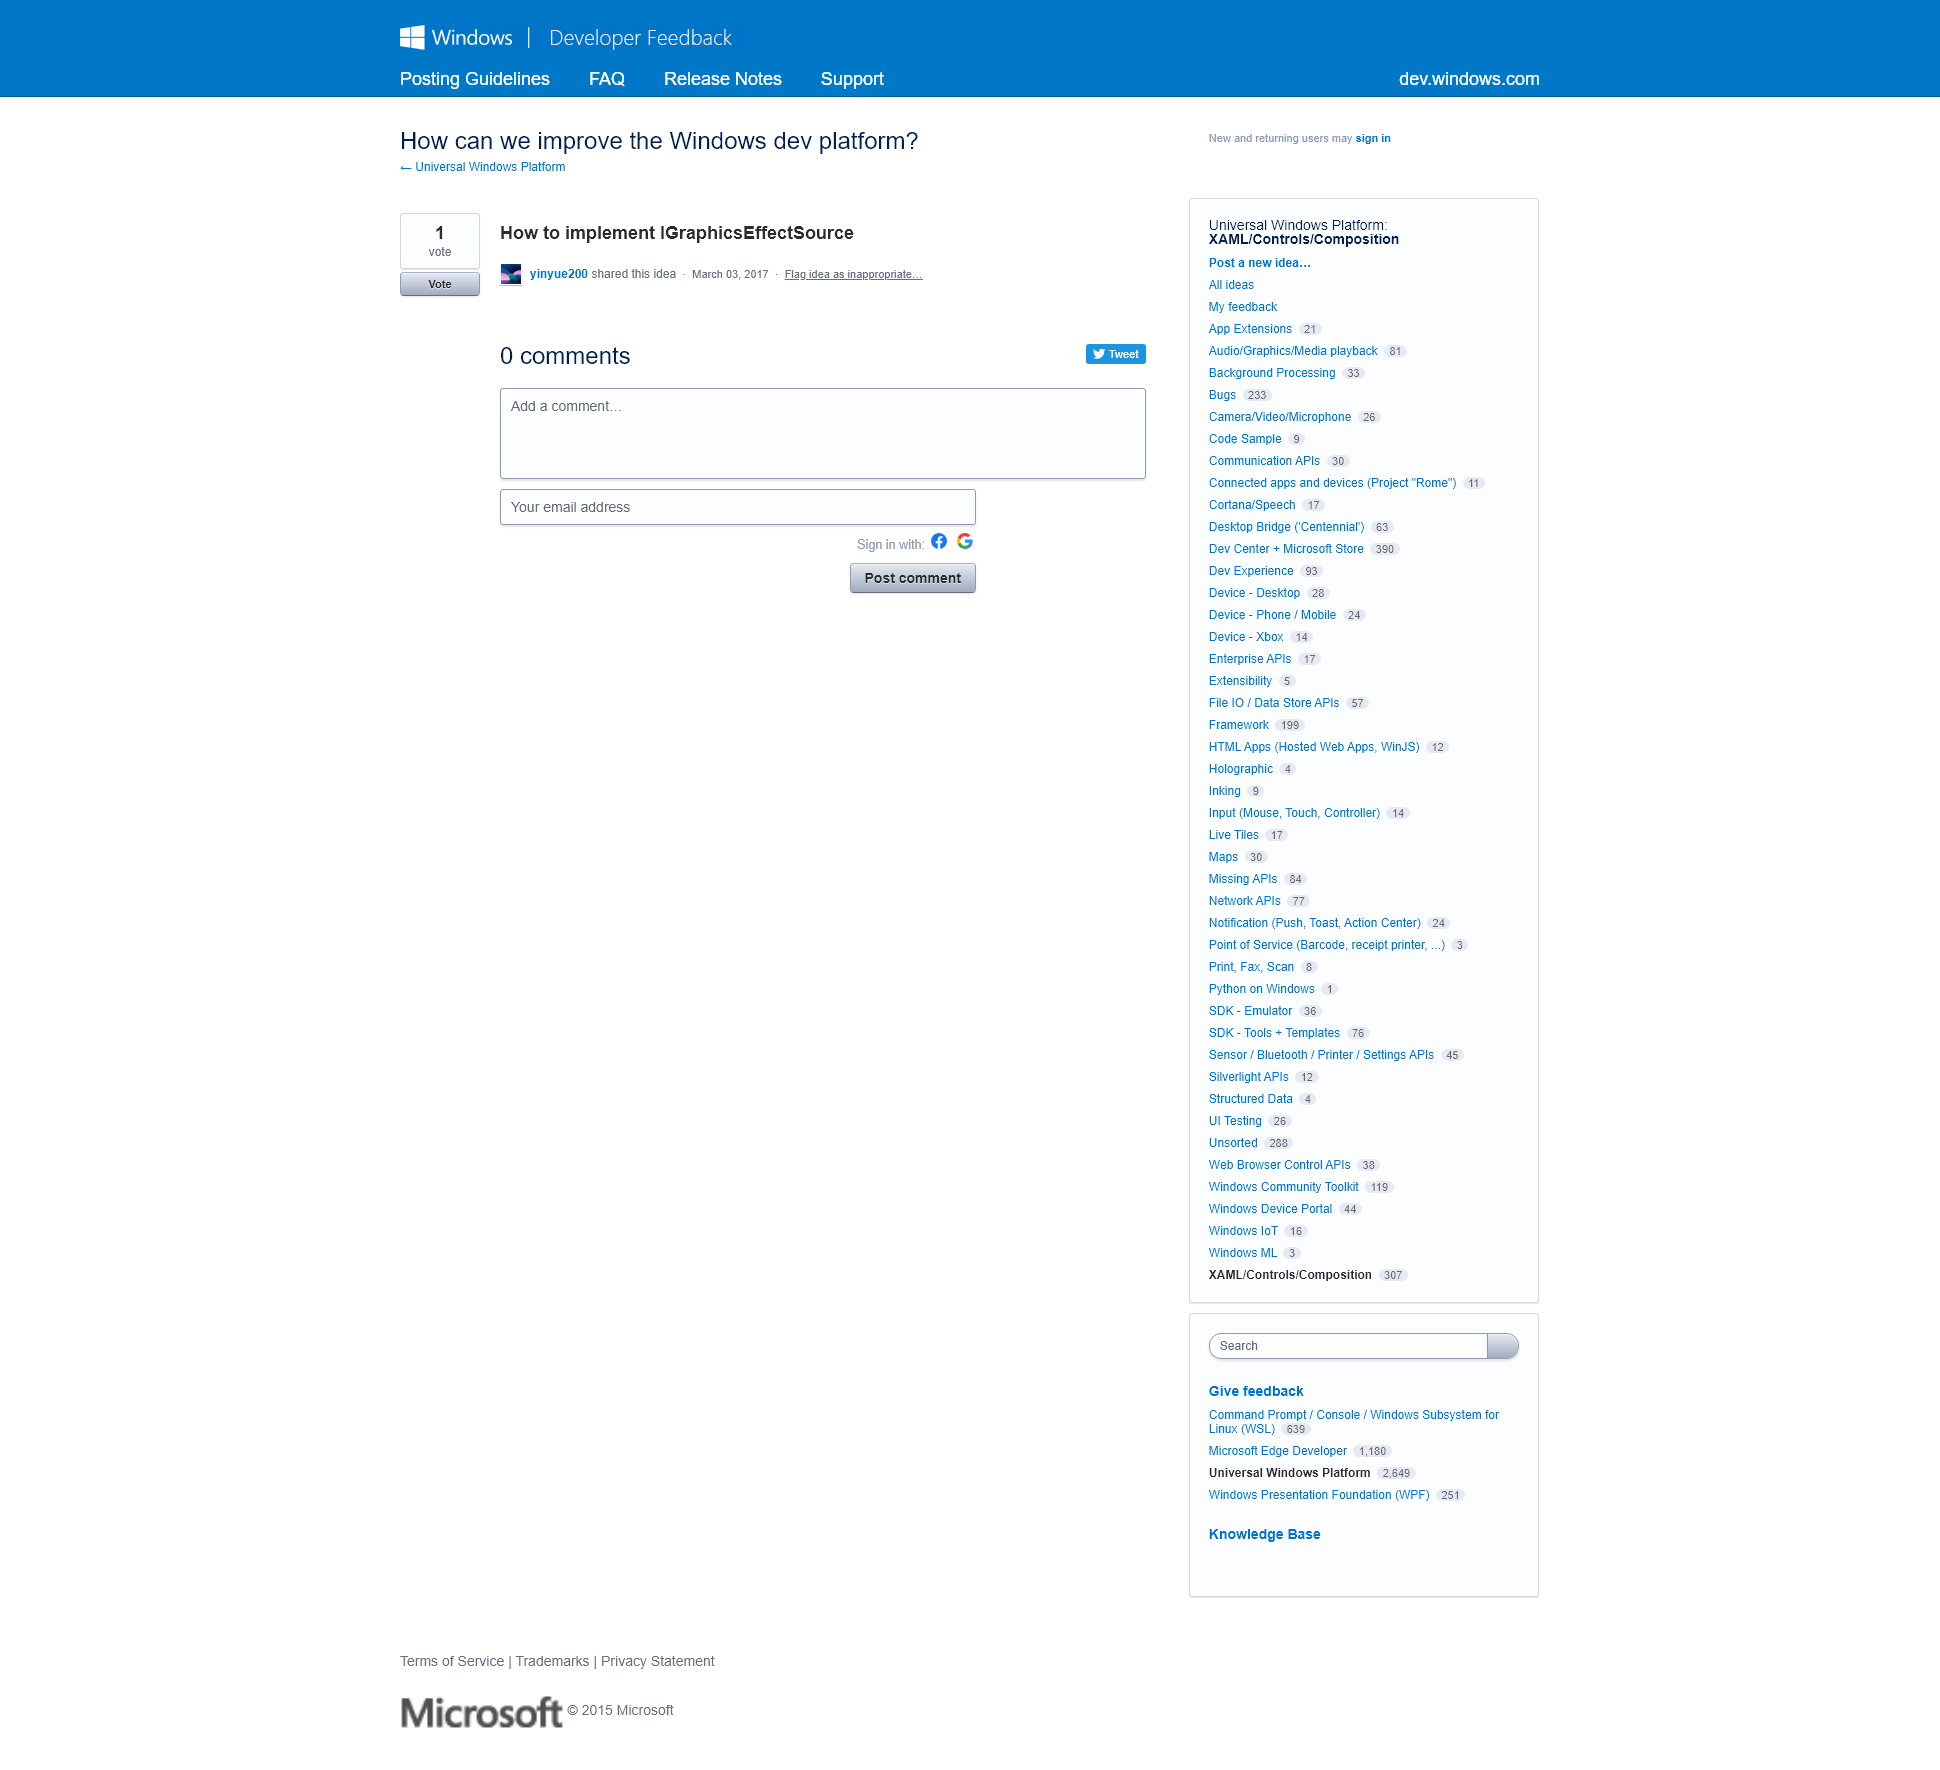 Windows | Developer Feedback
Posting Guidelines FAQ Release Notes Support dev.windows.com
How can we improve the Windows dev platform?
← Universal Windows Platform
New and returning users may sign in
1
vote
Vote
How to implement IGraphicsEffectSource
yinyue200 shared this idea · March 03, 2017 · Flag idea as inappropriate…
0 comments
Tweet
Add a comment…
Your email address
Sign in with:
Post comment
Universal Windows Platform:
XAML/Controls/Composition
Post a new idea…
All ideas
My feedback
App Extensions 21
Audio/Graphics/Media playback 81
Background Processing 33
Bugs 233
Camera/Video/Microphone 26
Code Sample 9
Communication APIs 30
Connected apps and devices (Project "Rome") 11
Cortana/Speech 17
Desktop Bridge ('Centennial') 63
Dev Center + Microsoft Store 390
Dev Experience 93
Device - Desktop 28
Device - Phone / Mobile 24
Device - Xbox 14
Enterprise APIs 17
Extensibility 5
File IO / Data Store APIs 57
Framework 199
HTML Apps (Hosted Web Apps, WinJS) 12
Holographic 4
Inking 9
Input (Mouse, Touch, Controller) 14
Live Tiles 17
Maps 30
Missing APIs 84
Network APIs 77
Notification (Push, Toast, Action Center) 24
Point of Service (Barcode, receipt printer, ...) 3
Print, Fax, Scan 8
Python on Windows 1
SDK - Emulator 36
SDK - Tools + Templates 76
Sensor / Bluetooth / Printer / Settings APIs 45
Silverlight APIs 12
Structured Data 4
UI Testing 26
Unsorted 288
Web Browser Control APIs 38
Windows Community Toolkit 119
Windows Device Portal 44
Windows IoT 16
Windows ML 3
XAML/Controls/Composition 307
Search
Give feedback
Command Prompt / Console / Windows Subsystem for
Linux (WSL) 639
Microsoft Edge Developer 1,180
Universal Windows Platform 2,649
Windows Presentation Foundation (WPF) 251
Knowledge Base
Terms of Service | Trademarks | Privacy Statement
Microsoft © 2015 Microsoft